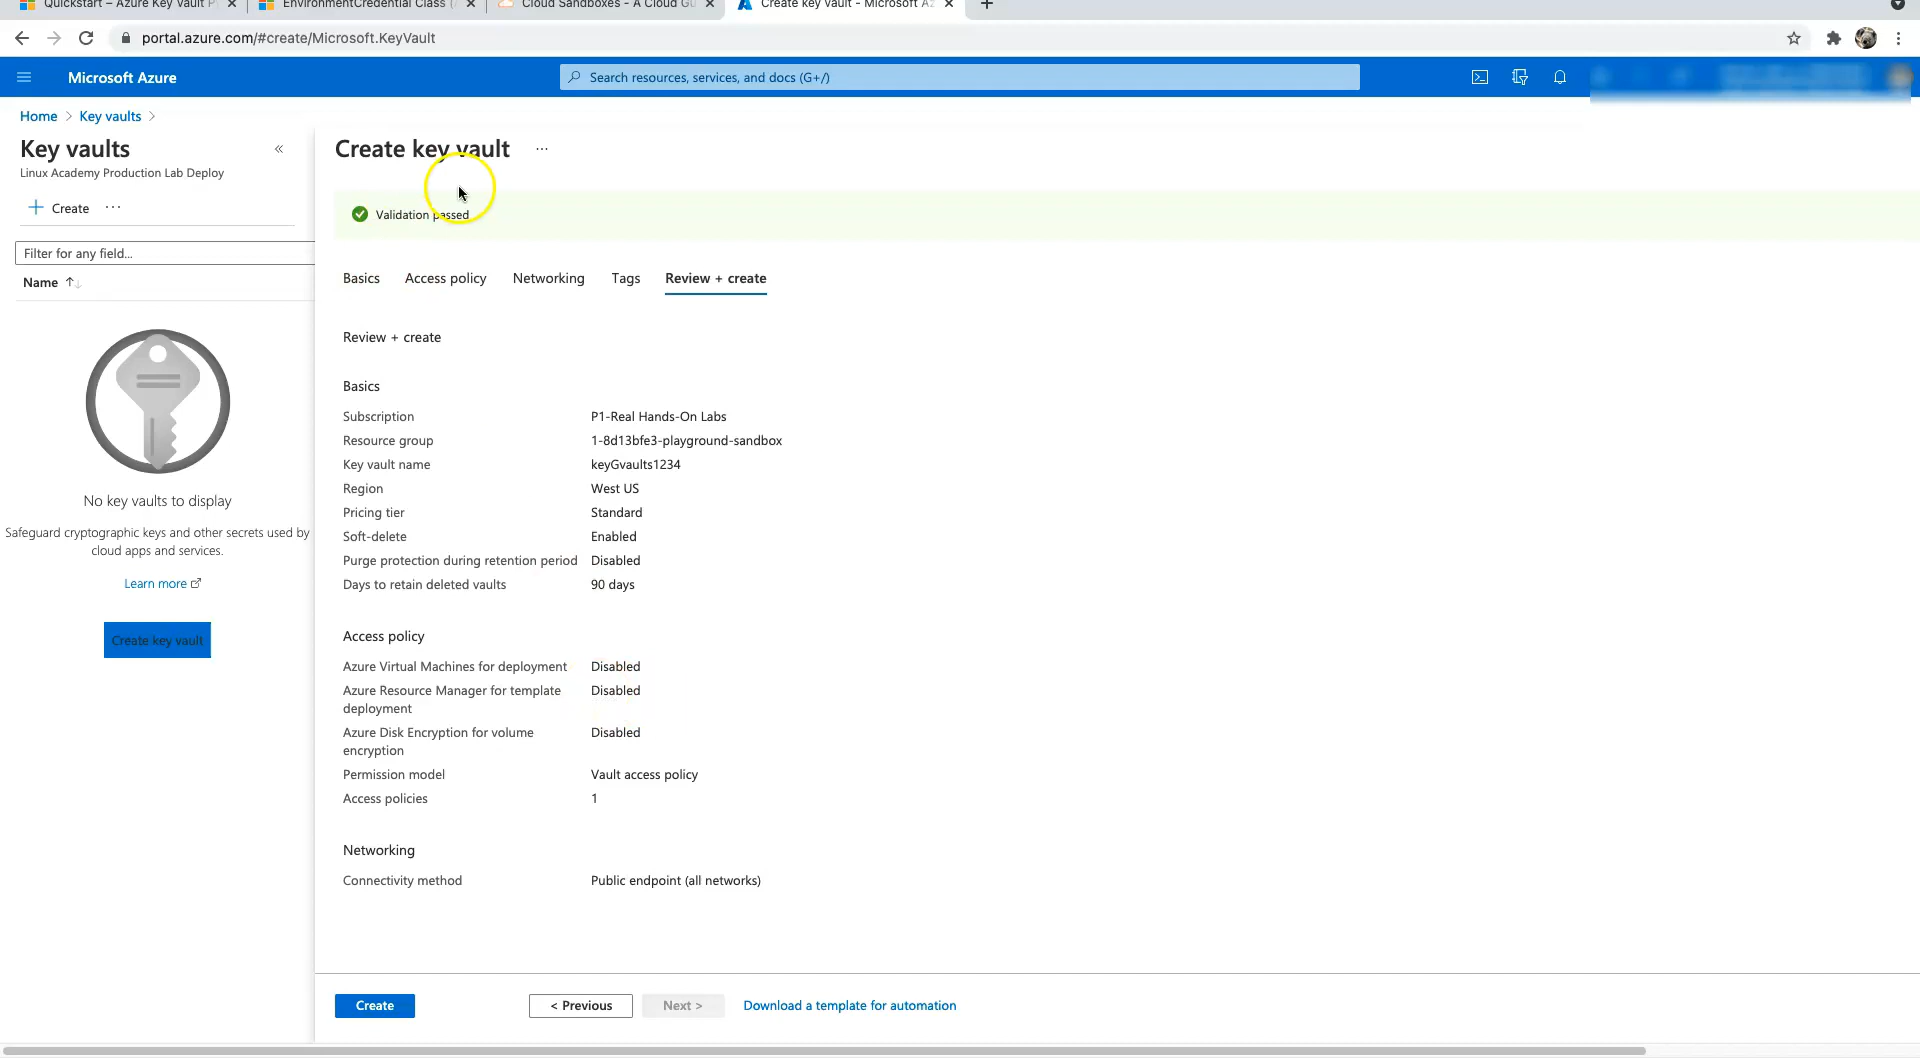 Quickstart – Azure Key Vault
EnvironmentCredential Class
Cloud Sandboxes - A Cloud Gu
Create key vault - Microsoft Az
portal.azure.com/#create/Microsoft.KeyVault
Microsoft Azure
Search resources, services, and docs (G+/)
Home > Key vaults >
Key vaults
Linux Academy Production Lab Deploy
+ Create ...
Filter for any field...
Name
No key vaults to display
Safeguard cryptographic keys and other secrets used by
cloud apps and services.
Learn more
Create key vault
Create key vault ...
Validation passed
Basics Access policy Networking Tags Review + create
Review + create
Basics
Subscription P1-Real Hands-On Labs
Resource group 1-8d13bfe3-playground-sandbox
Key vault name keyGvaults1234
Region West US
Pricing tier Standard
Soft-delete Enabled
Purge protection during retention period Disabled
Days to retain deleted vaults 90 days
Access policy
Azure Virtual Machines for deployment Disabled
Azure Resource Manager for template Disabled
deployment
Azure Disk Encryption for volume Disabled
encryption
Permission model Vault access policy
Access policies 1
Networking
Connectivity method Public endpoint (all networks)
Create < Previous Next > Download a template for automation